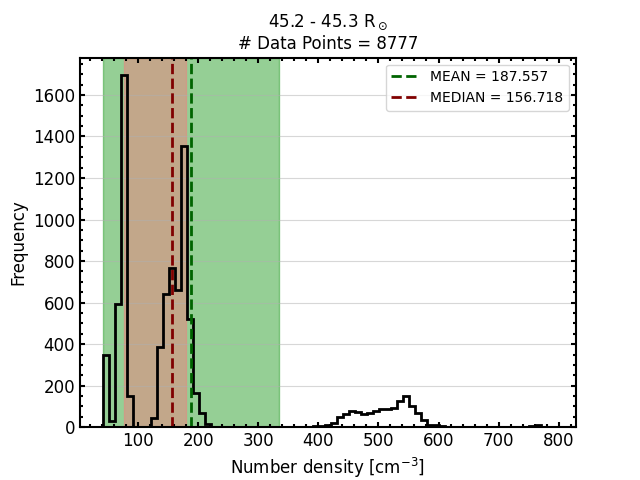 45.2 - 45.3 R⊙
# Data Points = 8777
MEAN = 187.557
MEDIAN = 156.718
Frequency
1600
1400
1200
1000
800
600
400
200
0
100 200 300 400 500 600 700 800
Number density [cm⁻³]